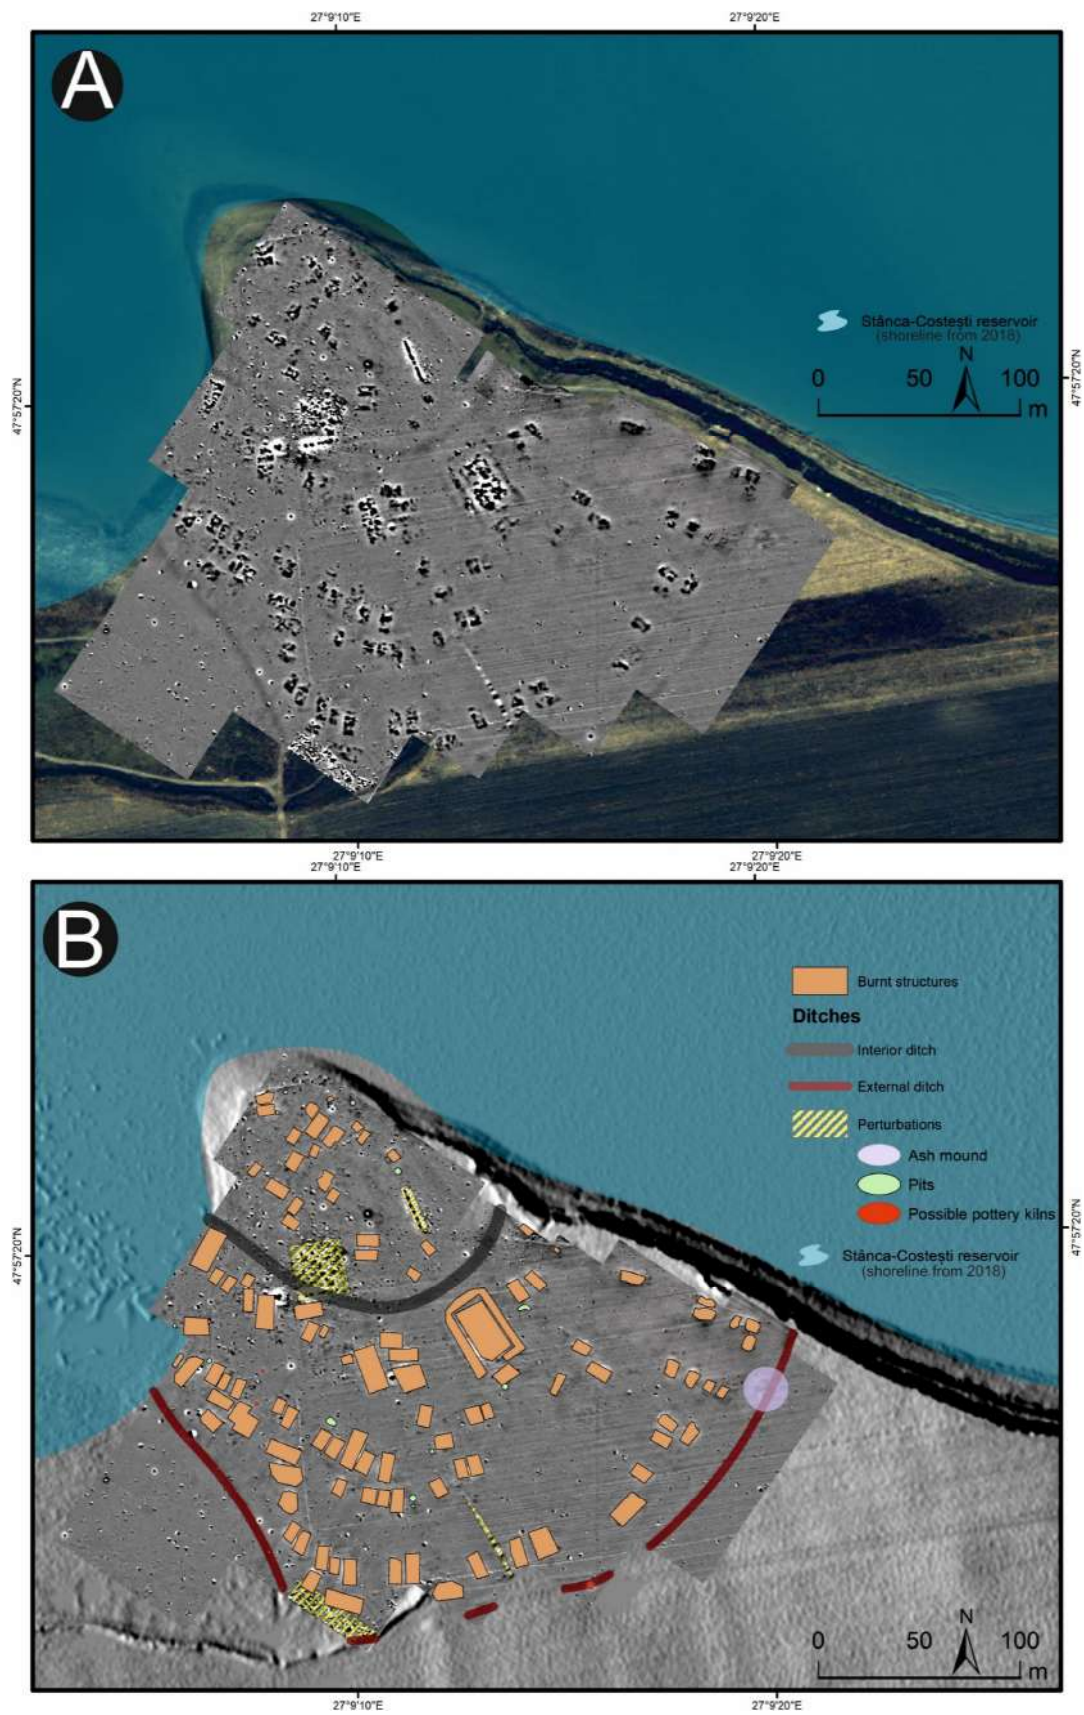 27°9'10"E
27°9'20"E
A
Stânca-Costești reservoir
(shoreline from 2018)
N
0 50 100
m
47°57'20"N
47°57'20"N
27°9'10"E
27°9'20"E
27°9'10"E
27°9'20"E
B
Burnt structures
Ditches
Interior ditch
External ditch
Perturbations
Ash mound
Pits
Possible pottery kilns
Stânca-Costești reservoir
(shoreline from 2018)
47°57'20"N
47°57'20"N
N
0 50 100
m
27°9'10"E
27°9'20"E